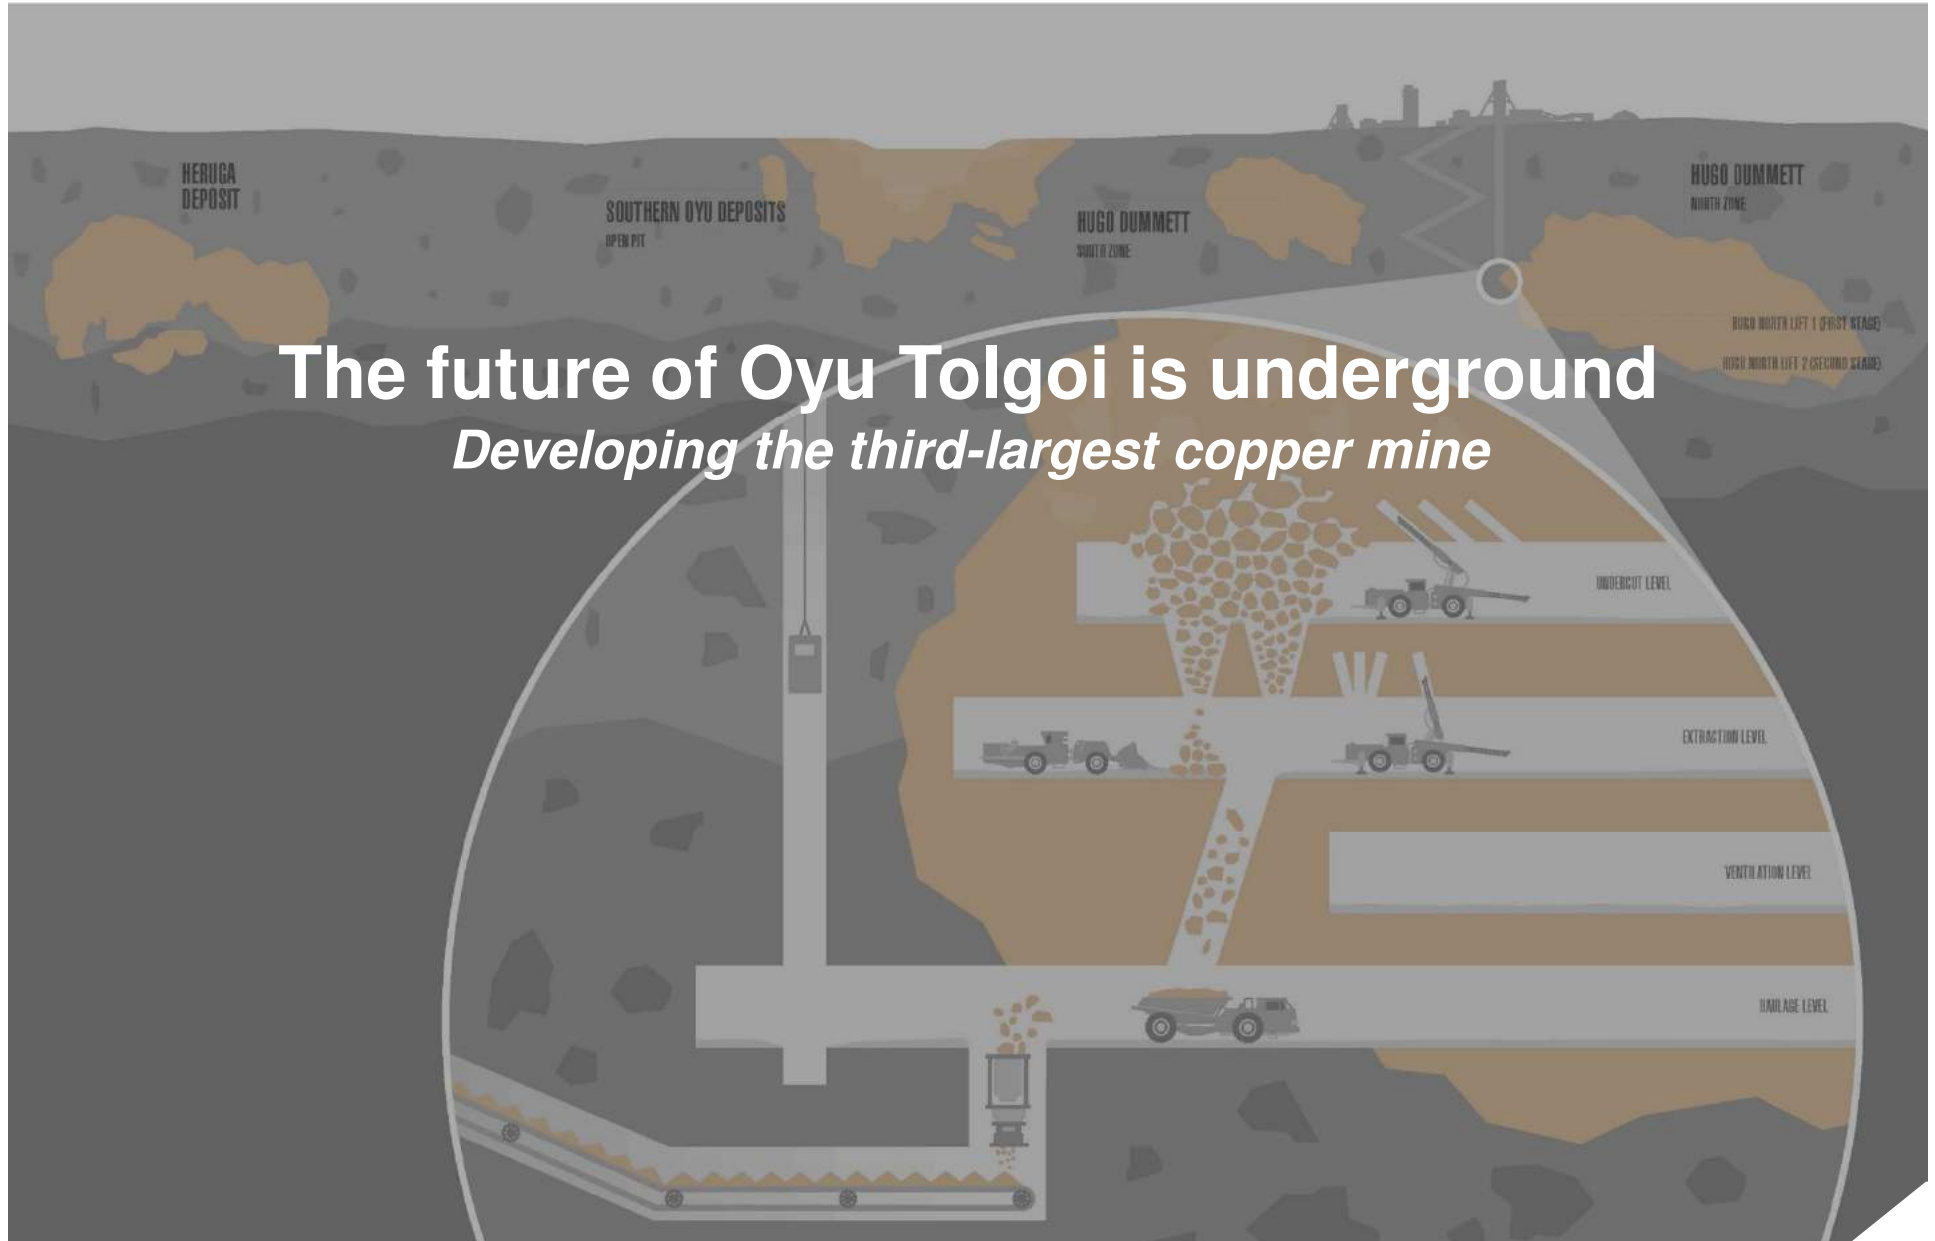 HERUGA
DEPOSIT
SOUTHERN OYU DEPOSITS
OPEN PIT
HUGO DUMMETT
SOUTH ZONE
HUGO DUMMETT
NORTH ZONE
HUGO NORTH LIFT 1 (FIRST STAGE)
HUGO NORTH LIFT 2 (SECOND STAGE)
The future of Oyu Tolgoi is underground
Developing the third-largest copper mine
UNDERCUT LEVEL
EXTRACTION LEVEL
VENTILATION LEVEL
HAULAGE LEVEL